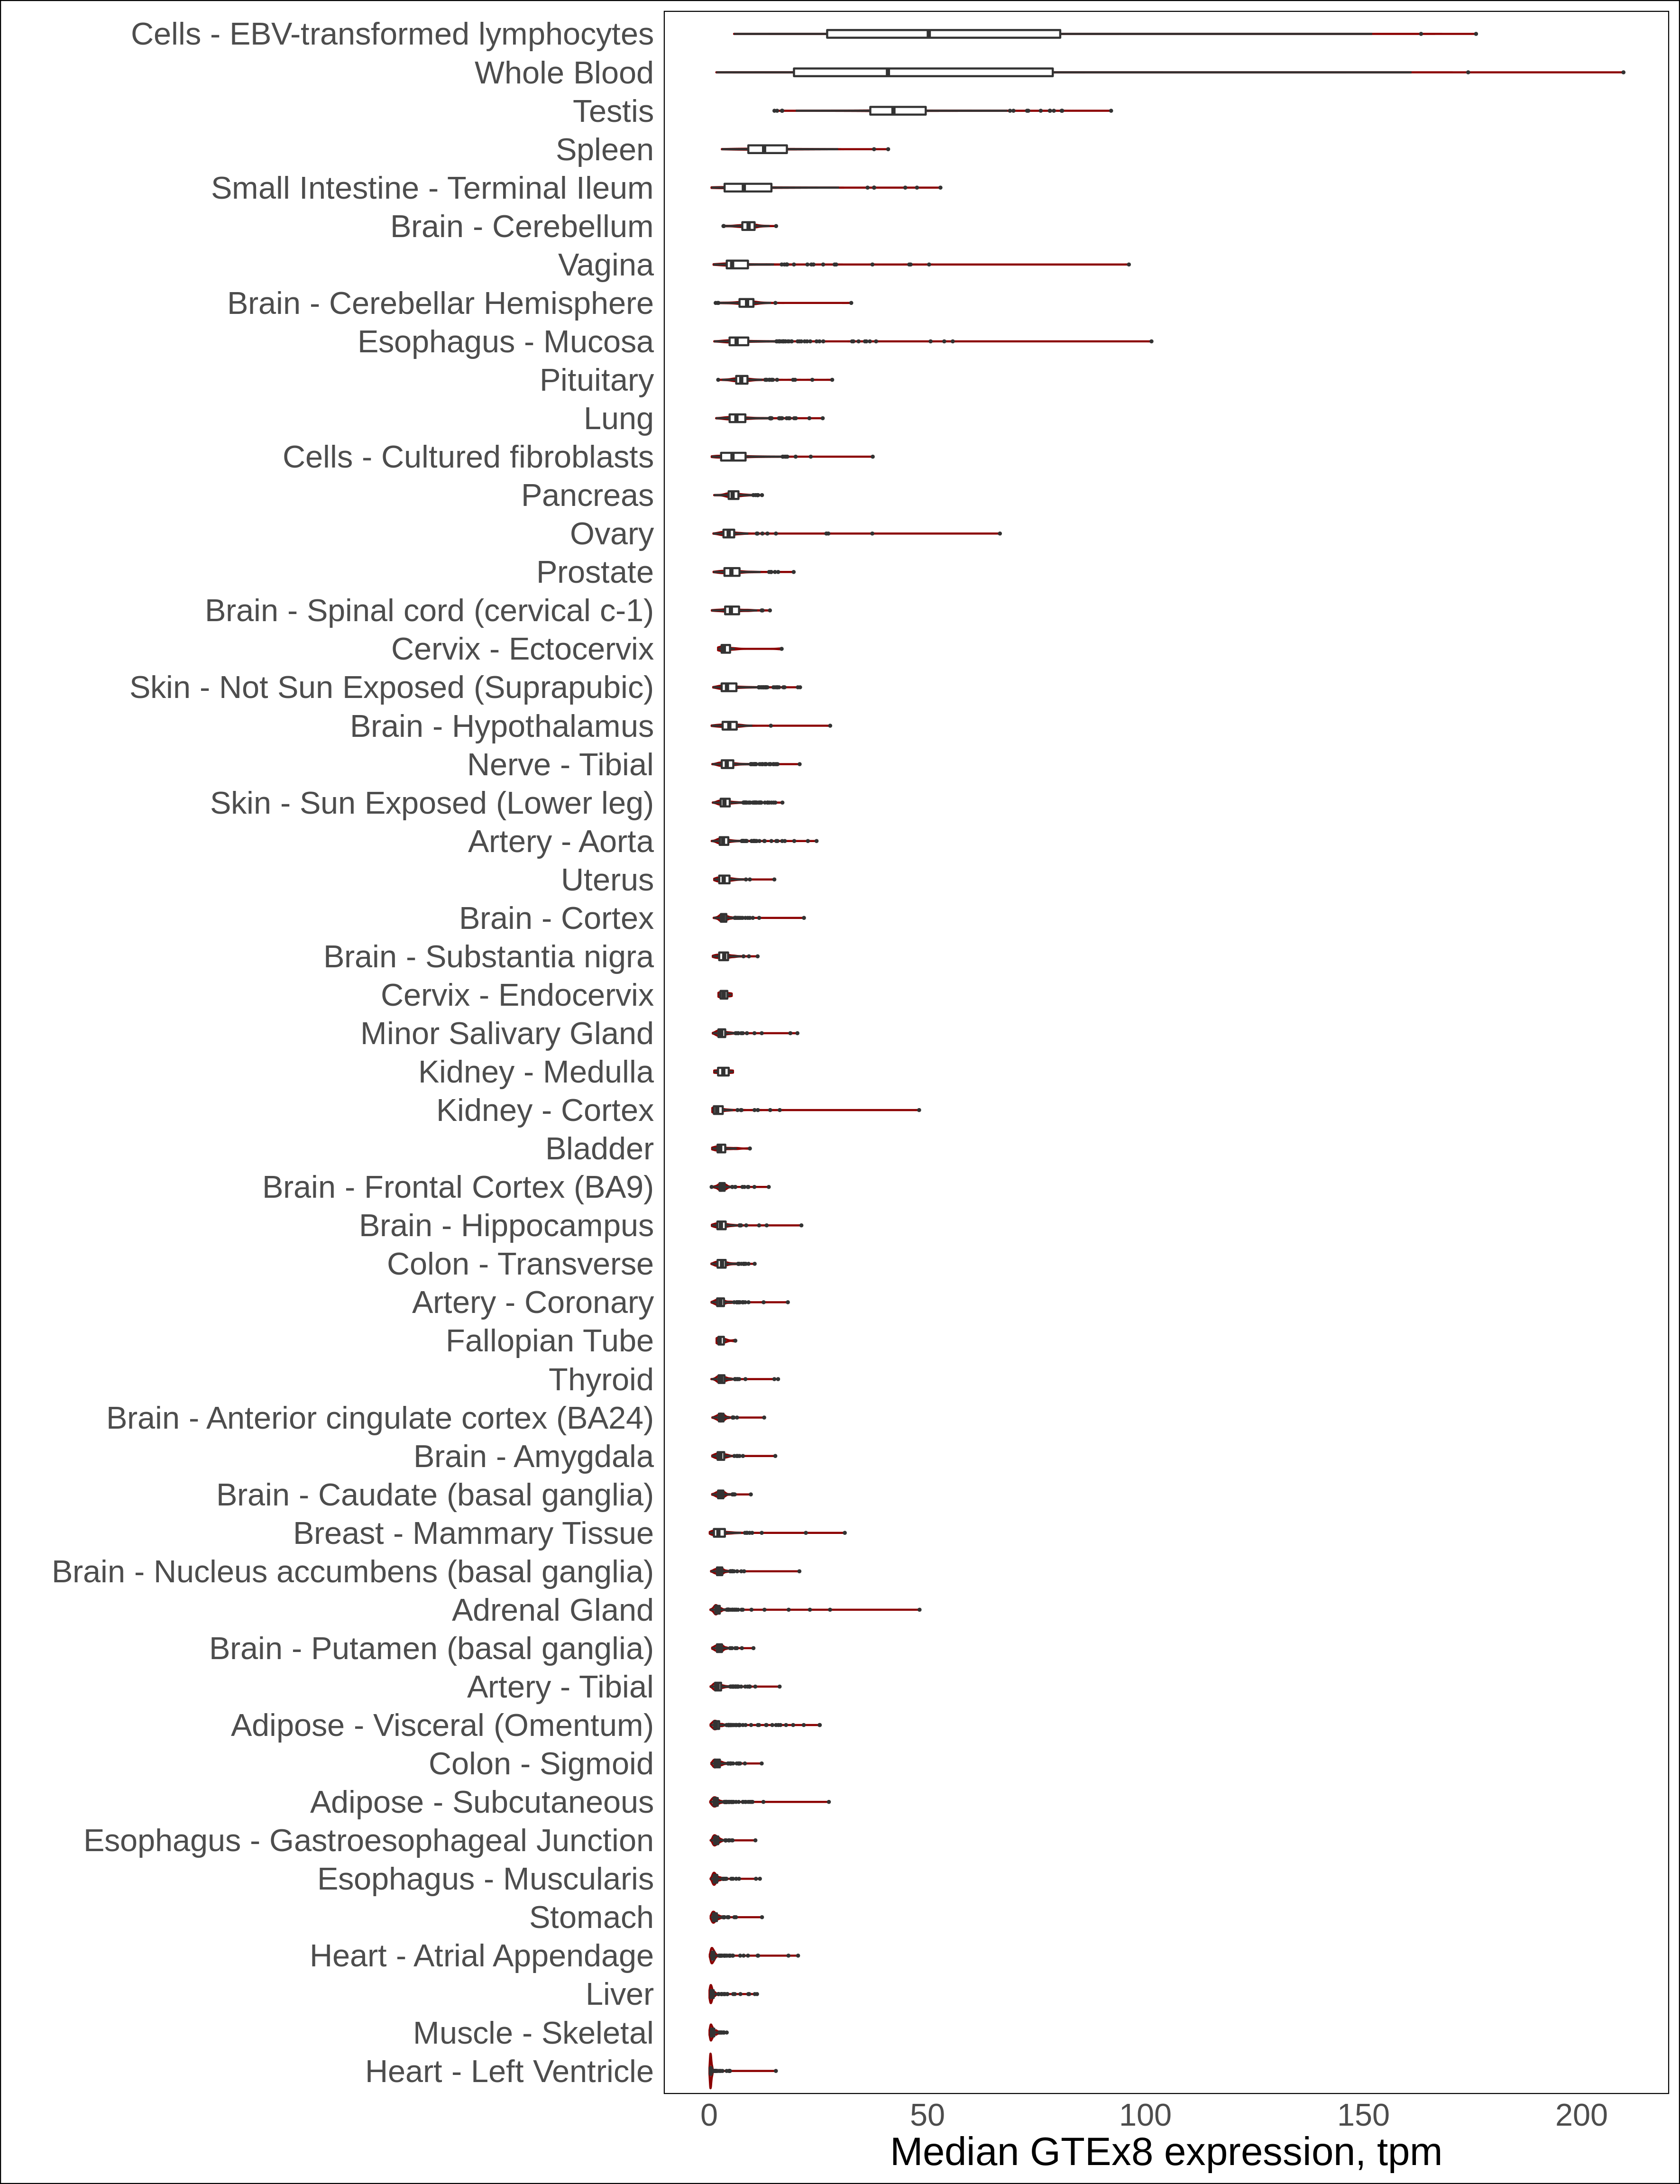 Cells - EBV-transformed lymphocytes
Whole Blood
Testis
Spleen
Small Intestine - Terminal Ileum
Brain - Cerebellum
Vagina
Brain - Cerebellar Hemisphere
Esophagus - Mucosa
Pituitary
Lung
Cells - Cultured fibroblasts
Pancreas
Ovary
Prostate
Brain - Spinal cord (cervical c-1)
Cervix - Ectocervix
Skin - Not Sun Exposed (Suprapubic)
Brain - Hypothalamus
Nerve - Tibial
Skin - Sun Exposed (Lower leg)
Artery - Aorta
Uterus
Brain - Cortex
Brain - Substantia nigra
Cervix - Endocervix
Minor Salivary Gland
Kidney - Medulla
Kidney - Cortex
Bladder
Brain - Frontal Cortex (BA9)
Brain - Hippocampus
Colon - Transverse
Artery - Coronary
Fallopian Tube
Thyroid
Brain - Anterior cingulate cortex (BA24)
Brain - Amygdala
Brain - Caudate (basal ganglia)
Breast - Mammary Tissue
Brain - Nucleus accumbens (basal ganglia)
Adrenal Gland
Brain - Putamen (basal ganglia)
Artery - Tibial
Adipose - Visceral (Omentum)
Colon - Sigmoid
Adipose - Subcutaneous
Esophagus - Gastroesophageal Junction
Esophagus - Muscularis
Stomach
Heart - Atrial Appendage
Liver
Muscle - Skeletal
Heart - Left Ventricle
0 50 100 150 200
Median GTEx8 expression, tpm